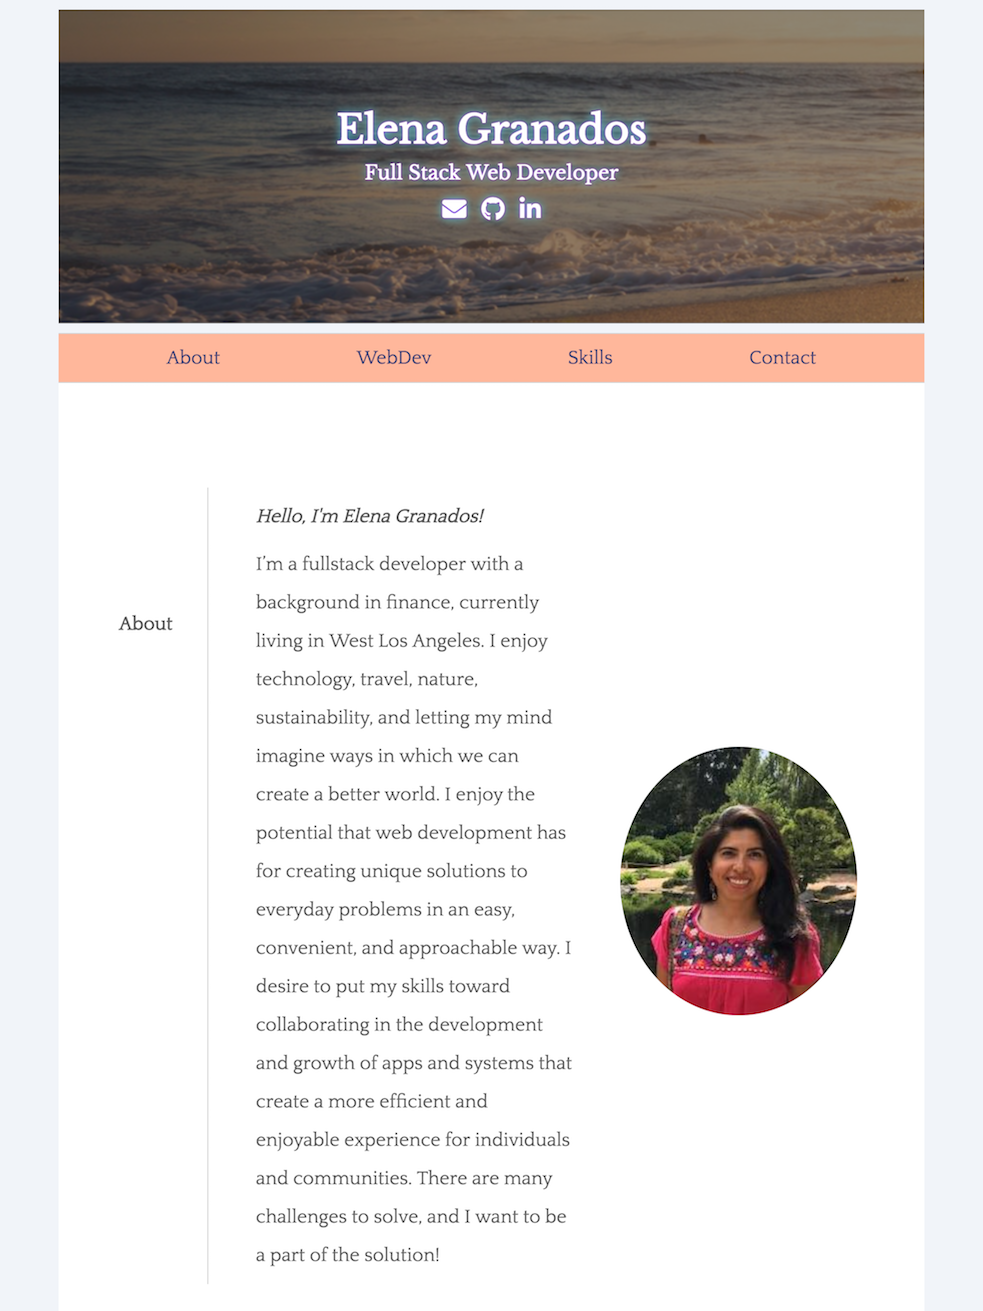 Elena Granados
Full Stack Web Developer
About WebDev Skills Contact
Hello, I'm Elena Granados!
About
I'm a fullstack developer with a
background in finance, currently
living in West Los Angeles. I enjoy
technology, travel, nature,
sustainability, and letting my mind
imagine ways in which we can
create a better world. I enjoy the
potential that web development has
for creating unique solutions to
everyday problems in an easy,
convenient, and approachable way. I
desire to put my skills toward
collaborating in the development
and growth of apps and systems that
create a more efficient and
enjoyable experience for individuals
and communities. There are many
challenges to solve, and I want to be
a part of the solution!